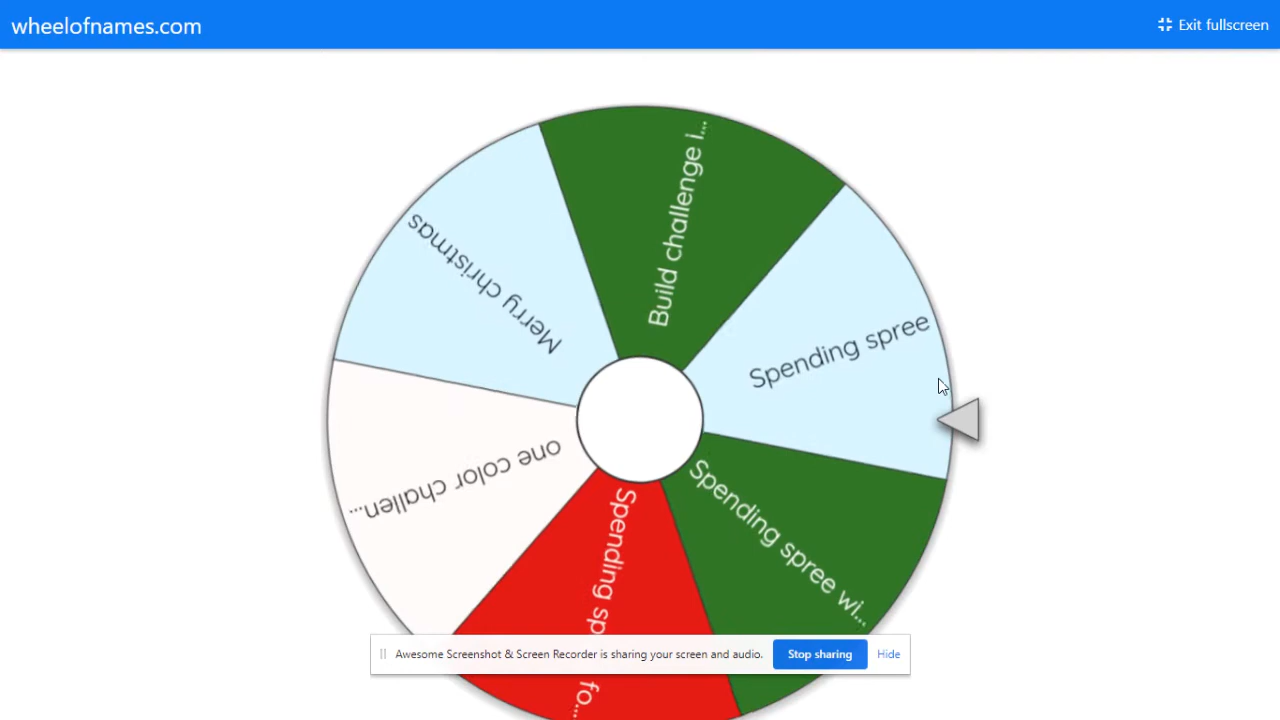 wheelofnames.com
Exit fullscreen
Build challenge i...
Merry christmas
Spending spree
one color challen...
Spending spree wi...
Spending sp
fo...
Awesome Screenshot & Screen Recorder is sharing your screen and audio.
Stop sharing
Hide